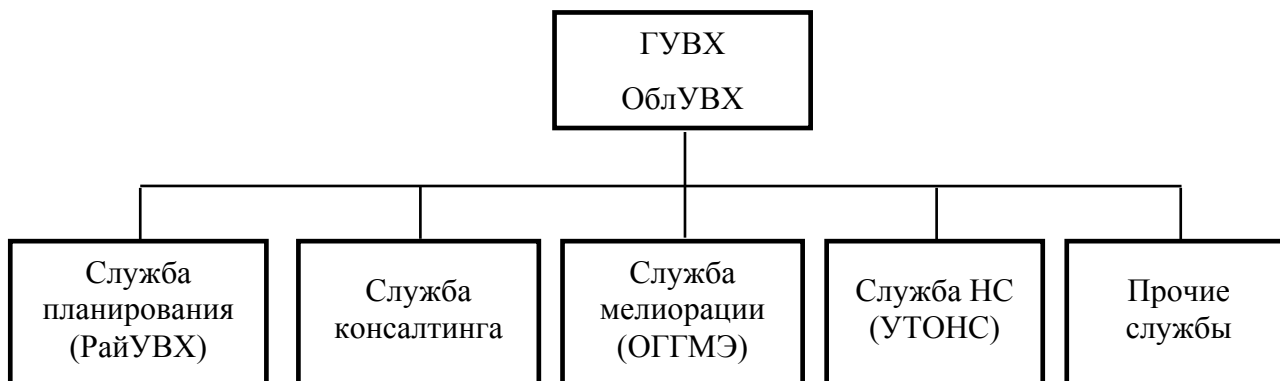 ГУВХ
ОблУВХ
Служба
планирования
(РайУВХ)
Служба
консалтинга
Служба
мелиорации
(ОГГМЭ)
Служба НС
(УТОНС)
Прочие
службы